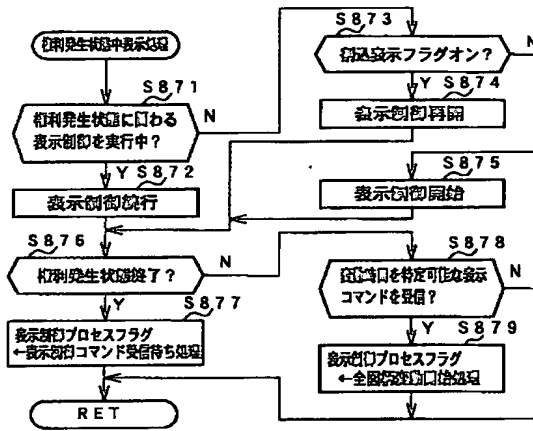 権利発生状態中表示処理
S871
権利発生状態に関わる
表示制御を実行中？
N
Y
S872
表示制御続行
S873
割込表示フラグオン？
N
Y
S874
表示制御再開
S875
表示制御開始
S876
権利発生状態終了？
N
Y
S877
表示制御プロセスフラグ
←表示制御コマンド受信待ち処理
RET
S878
を特定可能な表示
コマンドを受信？
N
Y
S879
表示制御プロセスフラグ
←全図柄変動開始処理